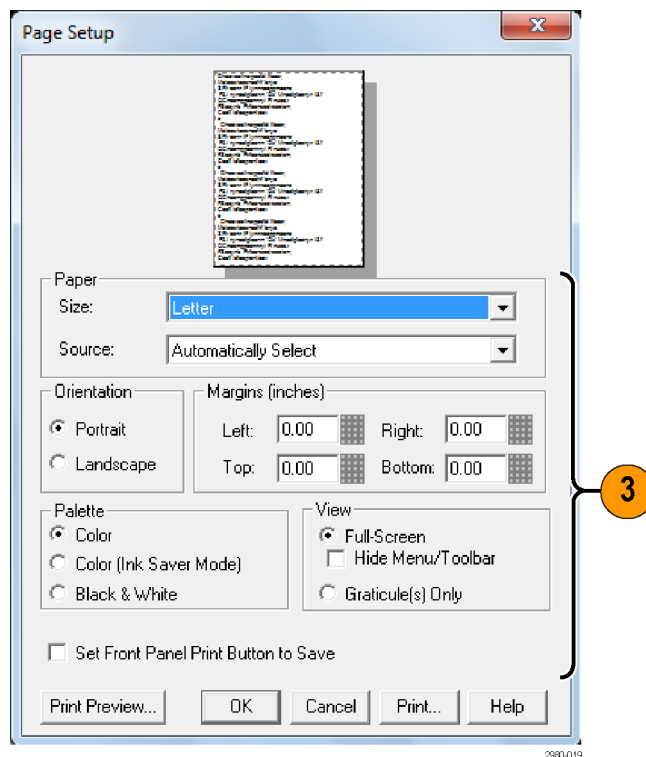 Page Setup
Paper
Size: Letter
Source: Automatically Select
Orientation
Portrait
Landscape
Margins (inches)
Left: 0.00 Right: 0.00
Top: 0.00 Bottom: 0.00
Palette
Color
Color (Ink Saver Mode)
Black & White
View
Full-Screen
Hide Menu/Toolbar
Graticule(s) Only
Set Front Panel Print Button to Save
3
Print Preview... OK Cancel Print... Help
2980-019